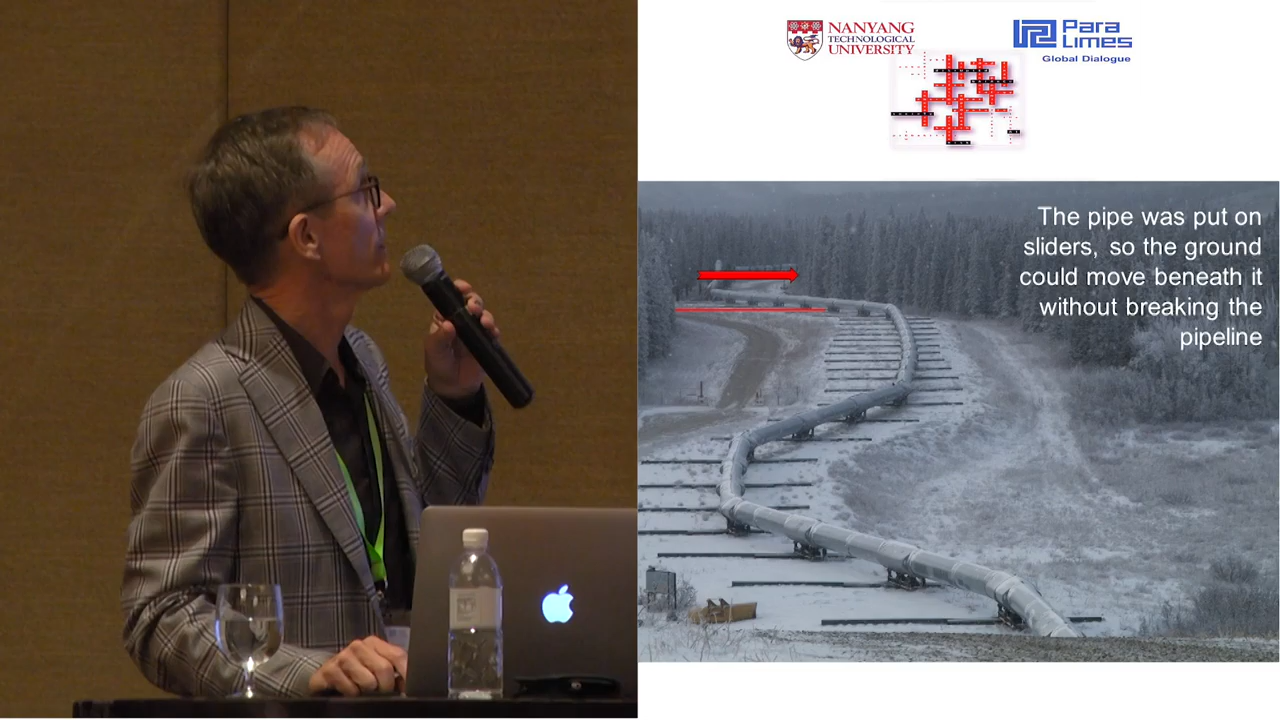 NANYANG
TECHNOLOGICAL
UNIVERSITY
Para
Limes
Global Dialogue
The pipe was put on
sliders, so the ground
could move beneath it
without breaking the
pipeline